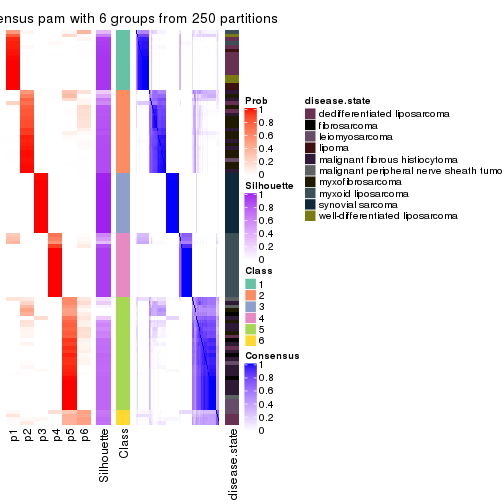 ensus pam with 6 groups from 250 partitions
Prob
1
0.8
0.6
0.4
0.2
0
Silhouette
1
0.8
0.6
0.4
0.2
0
Class
1
2
3
4
5
6
Consensus
1
0.8
0.6
0.4
0.2
0
disease.state
dedifferentiated liposarcoma
fibrosarcoma
leiomyosarcoma
lipoma
malignant fibrous histiocytoma
malignant peripheral nerve sheath tumo
myxofibrosarcoma
myxoid liposarcoma
synovial sarcoma
well-differentiated liposarcoma
p1
p2
p3
p4
p5
p6
Silhouette
Class
disease.state